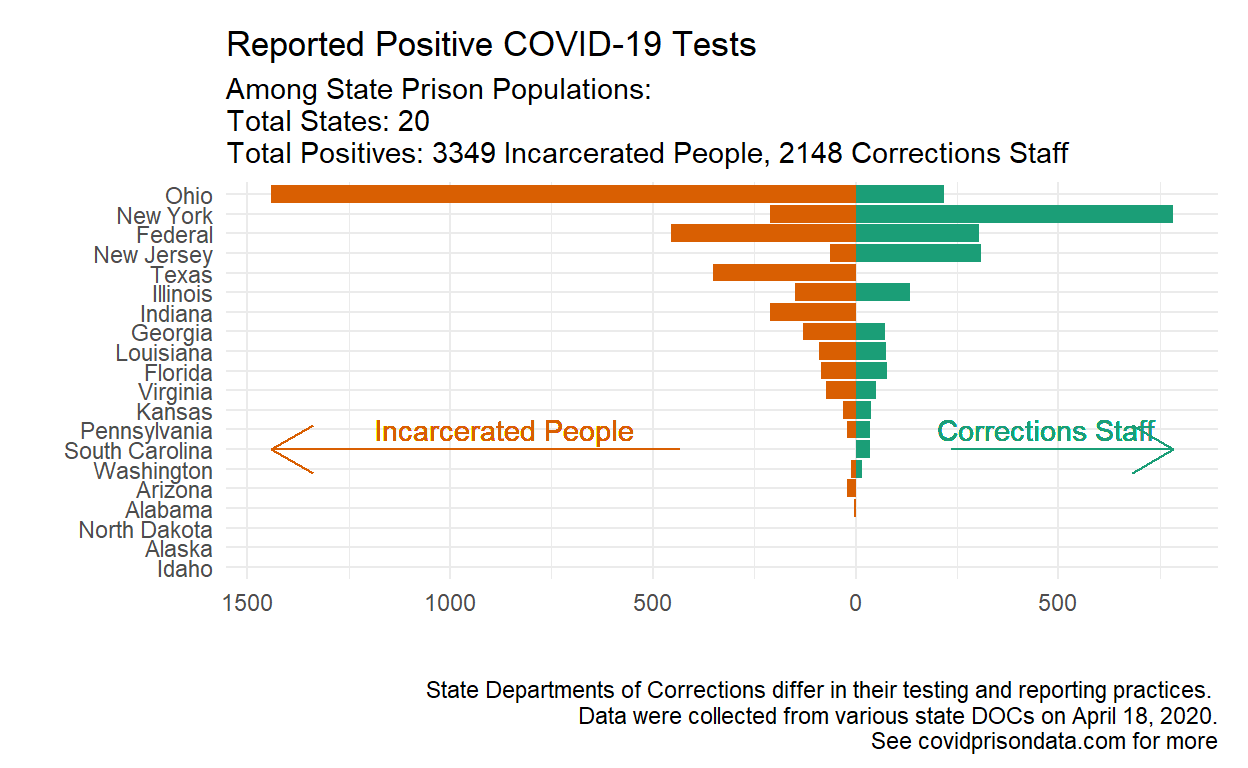 Reported Positive COVID-19 Tests
Among State Prison Populations:
Total States: 20
Total Positives: 3349 Incarcerated People, 2148 Corrections Staff
Ohio
New York
Federal
New Jersey
Texas
Illinois
Indiana
Georgia
Louisiana
Florida
Virginia
Kansas
Pennsylvania
Incarcerated People
Corrections Staff
South Carolina
Washington
Arizona
Alabama
North Dakota
Alaska
Idaho
1500 1000 500 0 500
State Departments of Corrections differ in their testing and reporting practices.
Data were collected from various state DOCs on April 18, 2020.
See covidprisondata.com for more